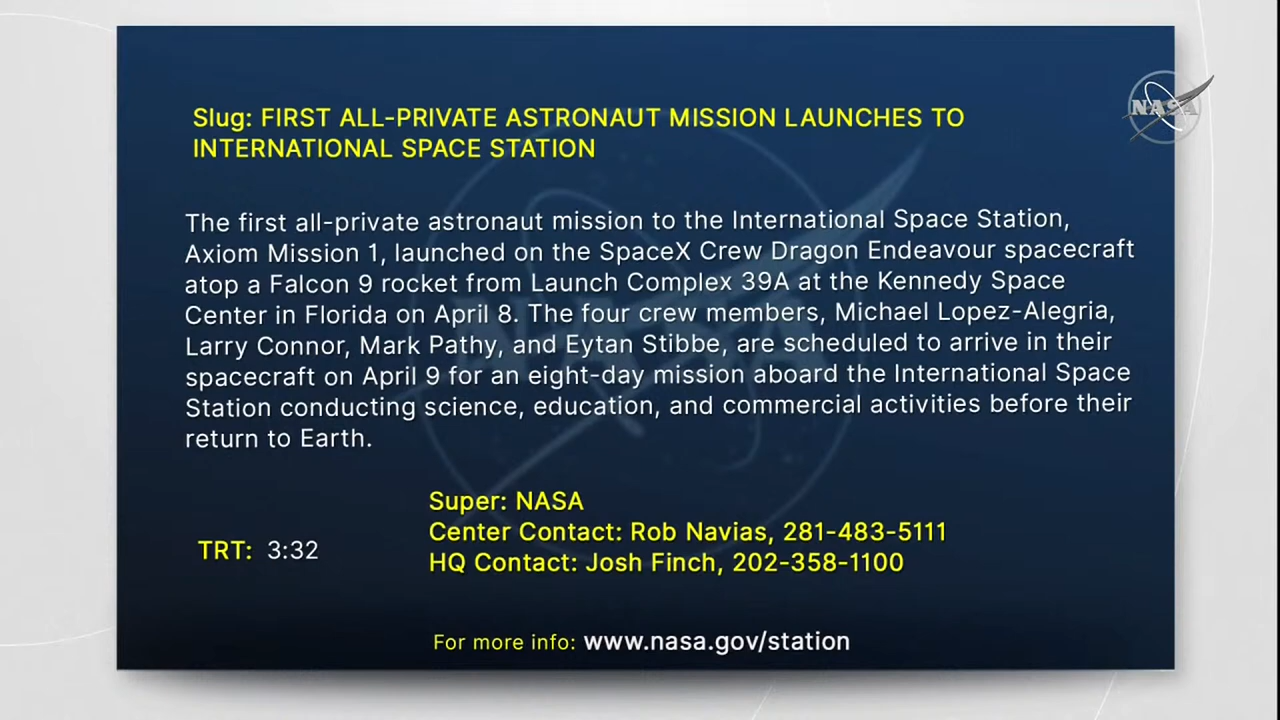 Slug: FIRST ALL-PRIVATE ASTRONAUT MISSION LAUNCHES TO
INTERNATIONAL SPACE STATION
NASA
The first all-private astronaut mission to the International Space Station,
Axiom Mission 1, launched on the SpaceX Crew Dragon Endeavour spacecraft
atop a Falcon 9 rocket from Launch Complex 39A at the Kennedy Space
Center in Florida on April 8. The four crew members, Michael Lopez-Alegria,
Larry Connor, Mark Pathy, and Eytan Stibbe, are scheduled to arrive in their
spacecraft on April 9 for an eight-day mission aboard the International Space
Station conducting science, education, and commercial activities before their
return to Earth.
TRT: 3:32
Super: NASA
Center Contact: Rob Navias, 281-483-5111
HQ Contact: Josh Finch, 202-358-1100
For more info: www.nasa.gov/station